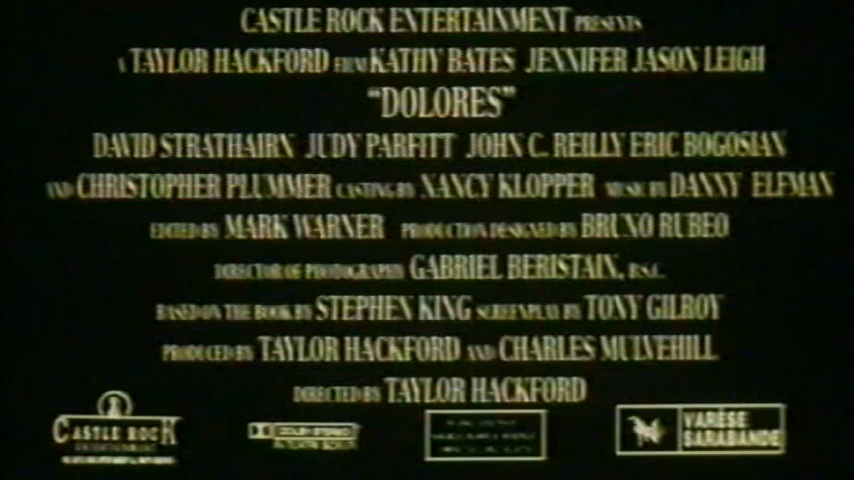 CASTLE ROCK ENTERTAINMENT PRESENTS
A TAYLOR HACKFORD FILM KATHY BATES JENNIFER JASON LEIGH
"DOLORES"
DAVID STRATHAIRN JUDY PARFITT JOHN C. REILLY ERIC BOGOSIAN
AND CHRISTOPHER PLUMMER CASTING BY NANCY KLOPPER MUSIC BY DANNY ELFMAN
EDITED BY MARK WARNER PRODUCTION DESIGNED BY BRUNO RUBEO
DIRECTOR OF PHOTOGRAPHY GABRIEL BERISTAIN, B.S.C.
BASED ON THE BOOK BY STEPHEN KING SCREENPLAY BY TONY GILROY
PRODUCED BY TAYLOR HACKFORD AND CHARLES MULVEHILL
DIRECTED BY TAYLOR HACKFORD
CASTLE ROCK
ENTERTAINMENT
DOLBY STEREO
VARÈSE
SARABANDE